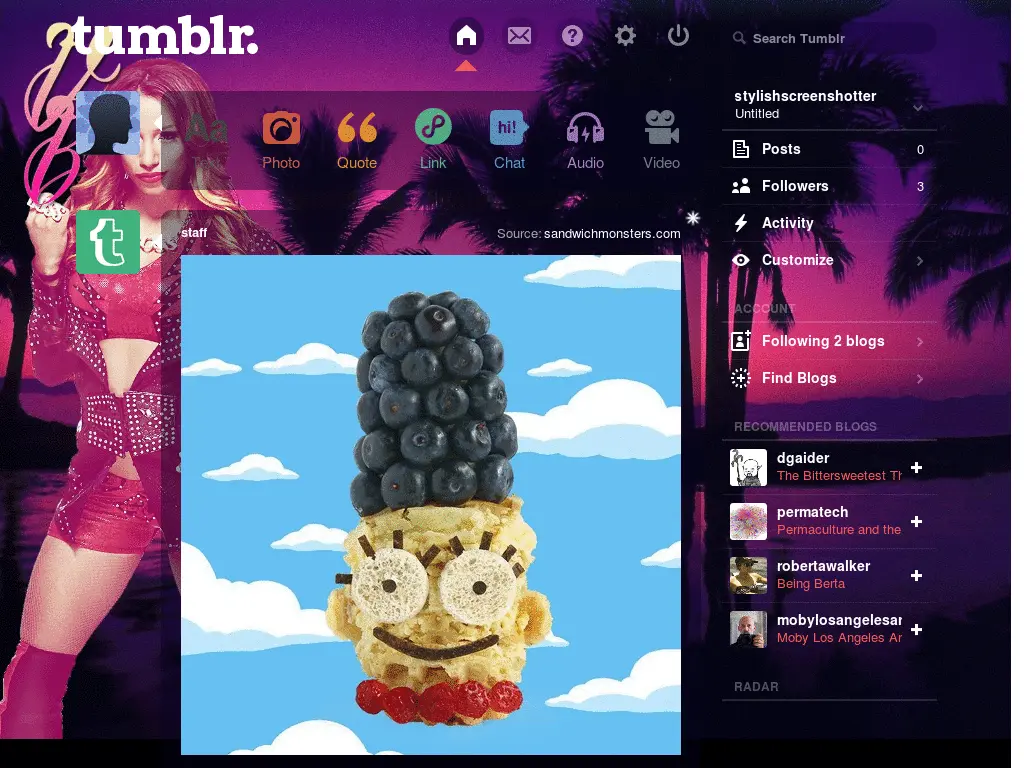 tumblr.
Search Tumblr
Aa
Text
Photo
Quote
Link
hi!
Chat
Audio
Video
staff
Source: sandwichmonsters.com
t
stylishscreenshotter
Untitled
Posts 0
Followers 3
Activity
Customize
ACCOUNT
Following 2 blogs
Find Blogs
RECOMMENDED BLOGS
dgaider
The Bittersweetest Th
permatech
Permaculture and the
robertawalker
Being Berta
mobylosangelesar
Moby Los Angeles Ar
RADAR